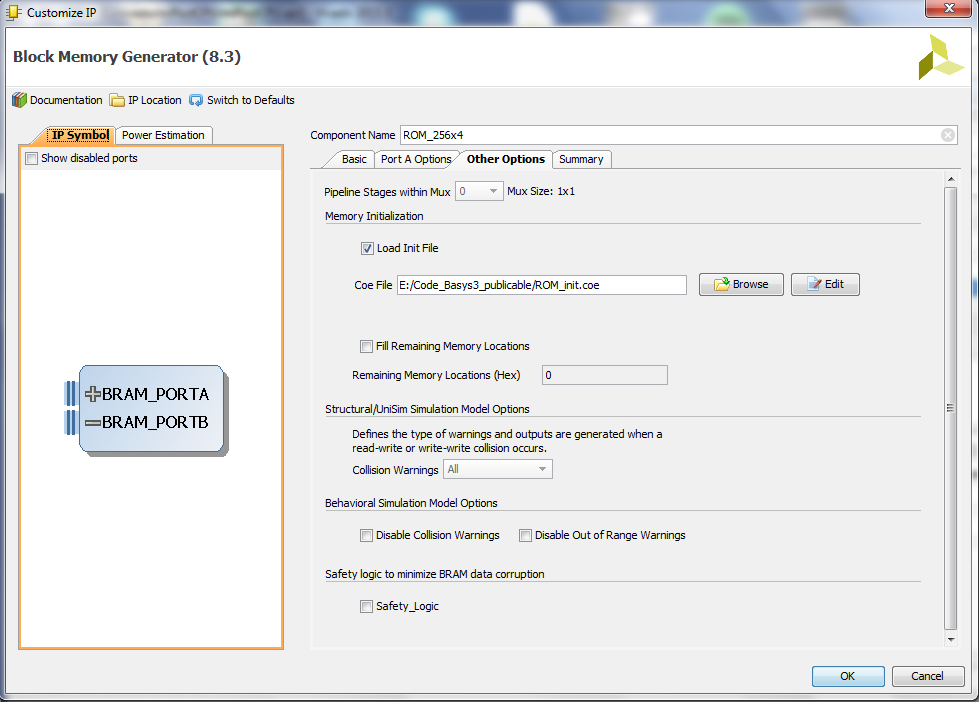 Customize IP
Block Memory Generator (8.3)
Documentation IP Location Switch to Defaults
IP Symbol Power Estimation
Show disabled ports
BRAM_PORTA
BRAM_PORTB
Component Name ROM_256x4
Basic Port A Options Other Options Summary
Pipeline Stages within Mux 0 Mux Size: 1x1
Memory Initialization
Load Init File
Coe File E:/Code_Basys3_publicable/ROM_init.coe Browse Edit
Fill Remaining Memory Locations
Remaining Memory Locations (Hex) 0
Structural/UniSim Simulation Model Options
Defines the type of warnings and outputs are generated when a
read-write or write-write collision occurs.
Collision Warnings All
Behavioral Simulation Model Options
Disable Collision Warnings Disable Out of Range Warnings
Safety logic to minimize BRAM data corruption
Safety_Logic
OK Cancel